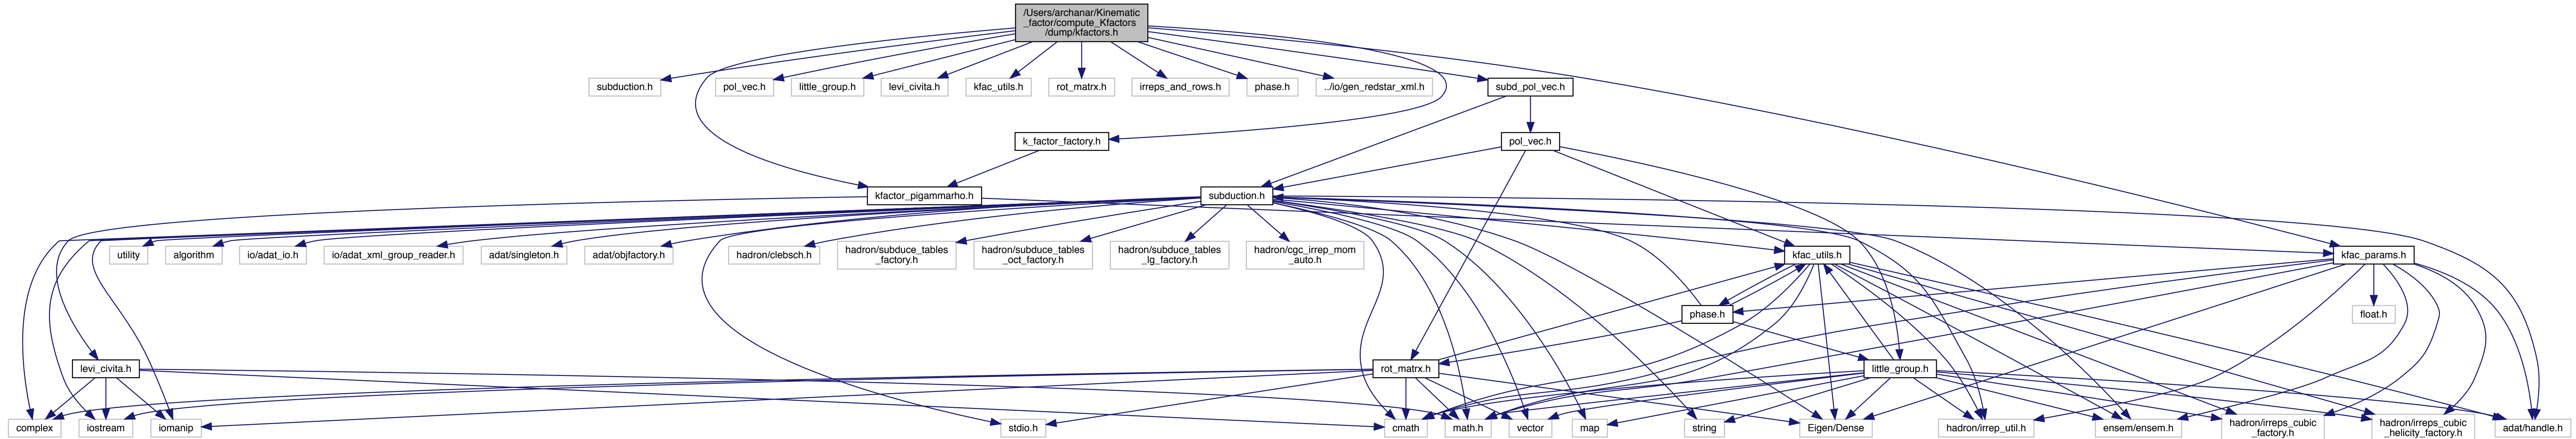 /Users/archanar/Kinematic
_factor/compute_Kfactors
/dump/kfactors.h
subduction.h
pol_vec.h
little_group.h
levi_civita.h
kfac_utils.h
rot_matrx.h
irreps_and_rows.h
phase.h
../io/gen_redstar_xml.h
subd_pol_vec.h
k_factor_factory.h
pol_vec.h
kfactor_pigammarho.h
subduction.h
utility
algorithm
io/adat_io.h
io/adat_xml_group_reader.h
adat/singleton.h
adat/objfactory.h
hadron/clebsch.h
hadron/subduce_tables
_factory.h
hadron/subduce_tables
_oct_factory.h
hadron/subduce_tables
_lg_factory.h
hadron/cgc_irrep_mom
_auto.h
kfac_utils.h
kfac_params.h
phase.h
float.h
levi_civita.h
rot_matrx.h
little_group.h
complex
iostream
iomanip
stdio.h
cmath
math.h
vector
map
string
Eigen/Dense
hadron/irrep_util.h
ensem/ensem.h
hadron/irreps_cubic
_factory.h
hadron/irreps_cubic
_helicity_factory.h
adat/handle.h